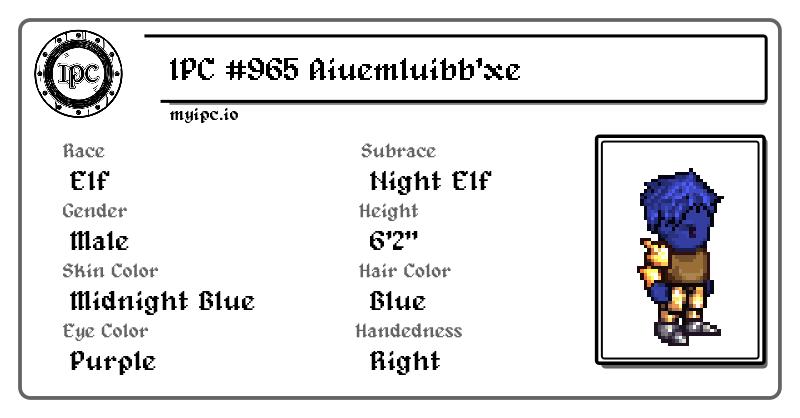 IPC
IPC #965 Aiuemluibb'xe
myipc.io
Race
Elf
Subrace
Night Elf
Gender
Male
Height
6'2"
Skin Color
Midnight Blue
Hair Color
Blue
Eye Color
Purple
Handedness
Right